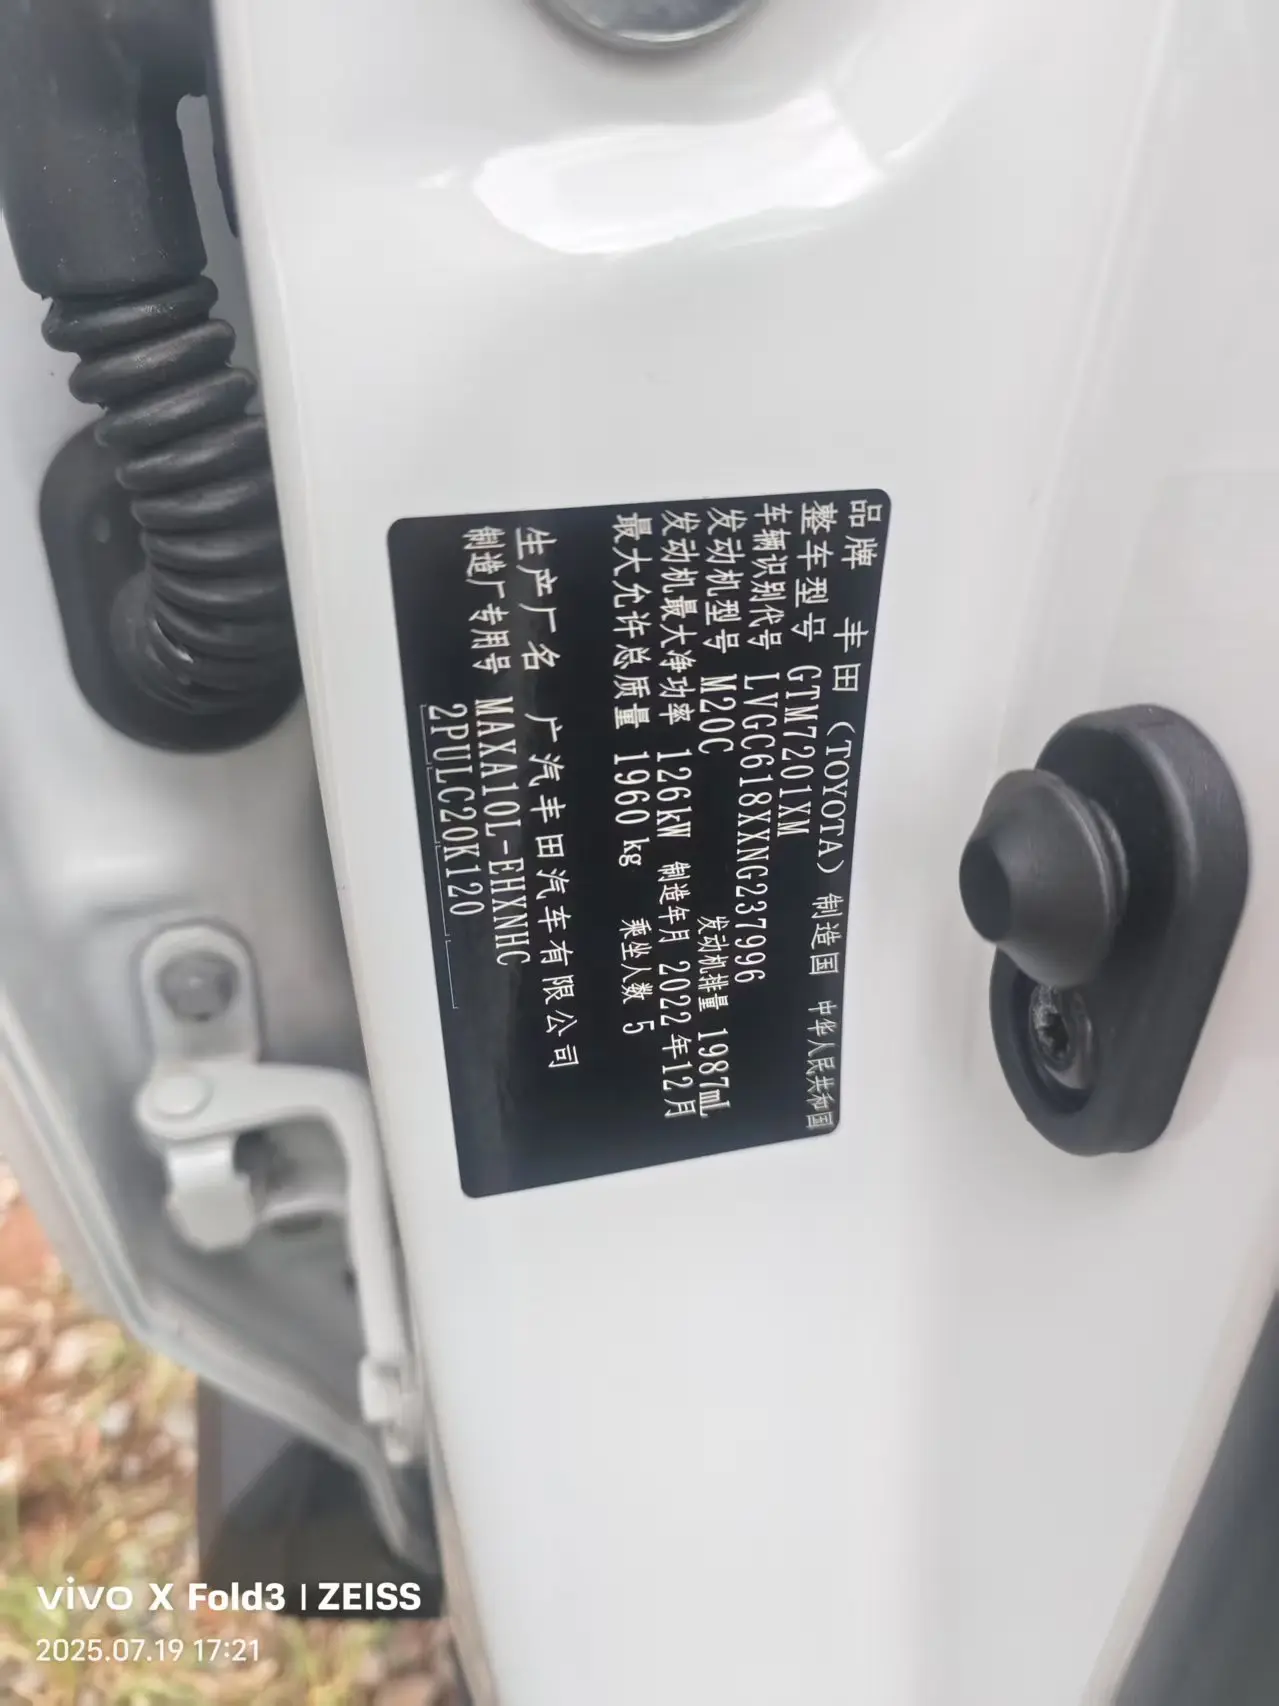 品牌 丰田（TOYOTA）制造国 中华人民共和国
整车型号 GTM7201XM
车辆识别代号 LVGC618XXNG237996
发动机型号 M20C 发动机排量 1987mL
发动机最大净功率 126kW 制造年月 2022年12月
最大允许总质量 1960kg 乘坐人数 5
生产厂名 广汽丰田汽车有限公司
制造厂专用号 MAXA10L-EHXNHC
2PULC20K120
vivo X Fold3 | ZEISS
2025.07.19 17:21